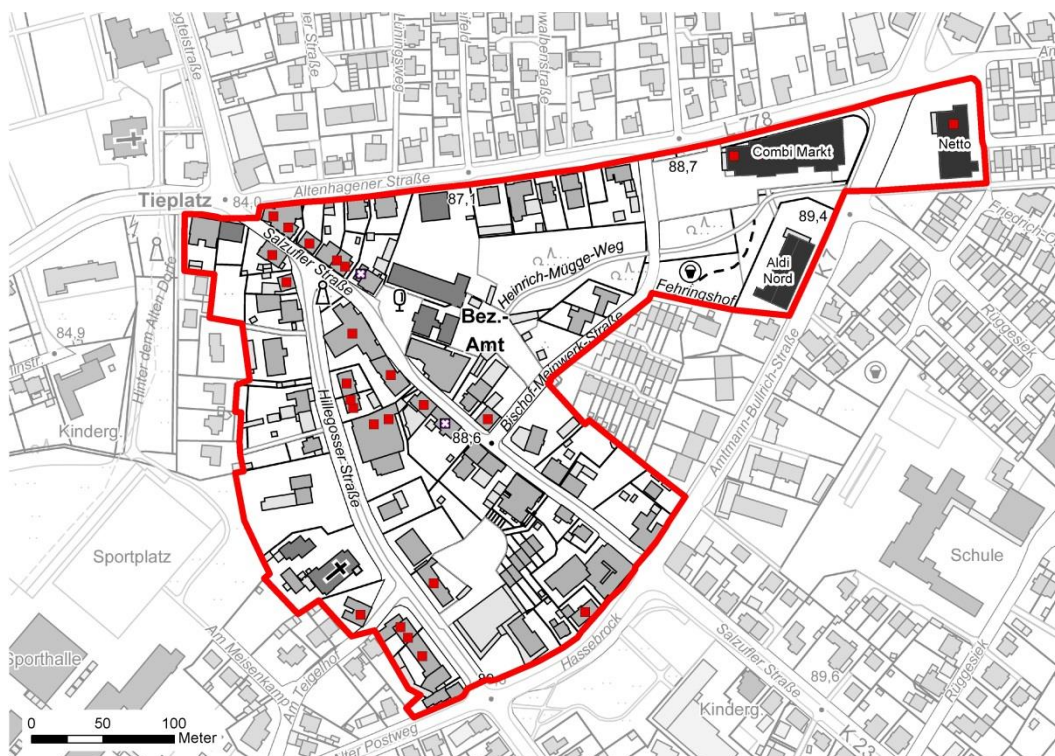 Lüningsweg
Tieplatz
84,0
Altenhagener Straße
87,1
L 778
88,7
Combi Markt
Netto
89,4
Aldi
Nord
Fehringshof
Heinrich-Mügge-Weg
Bez.-
Amt
Bischof-Meinwerk-Straße
Salzufler Straße
Hillegosser Straße
88,6
Hinter dem Alten Dorfe
84,9
Kinderg.
Sportplatz
Sporthalle
Am Meisenkamp
Am Teigelhof
Alter Postweg
Hassebrock
Amtmann-Bullrich-Straße
Rüggesiek
Schule
Salzufler Straße
89,6
Kinderg.
Rüggesiek
0 50 100
Meter